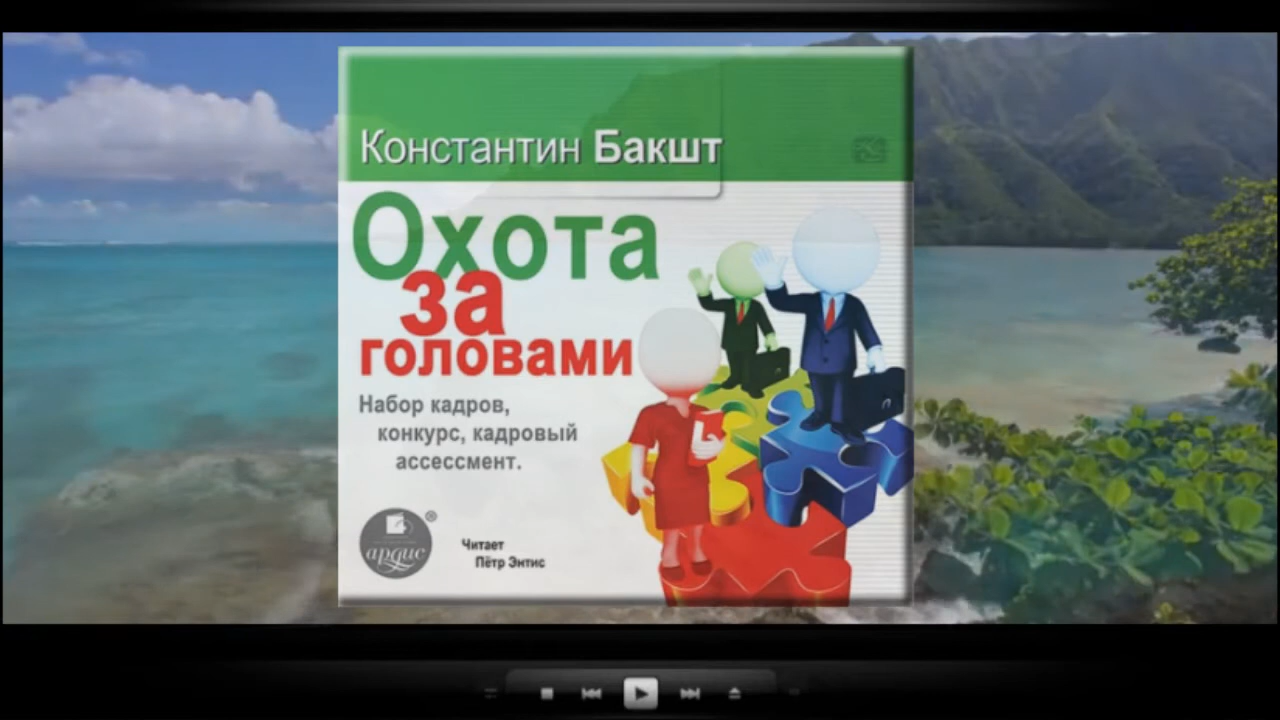 Константин Бакшт
Охота
за
головами
Набор кадров,
конкурс, кадровый
ассессмент.
ардис
®
Читает
Пётр Энтис